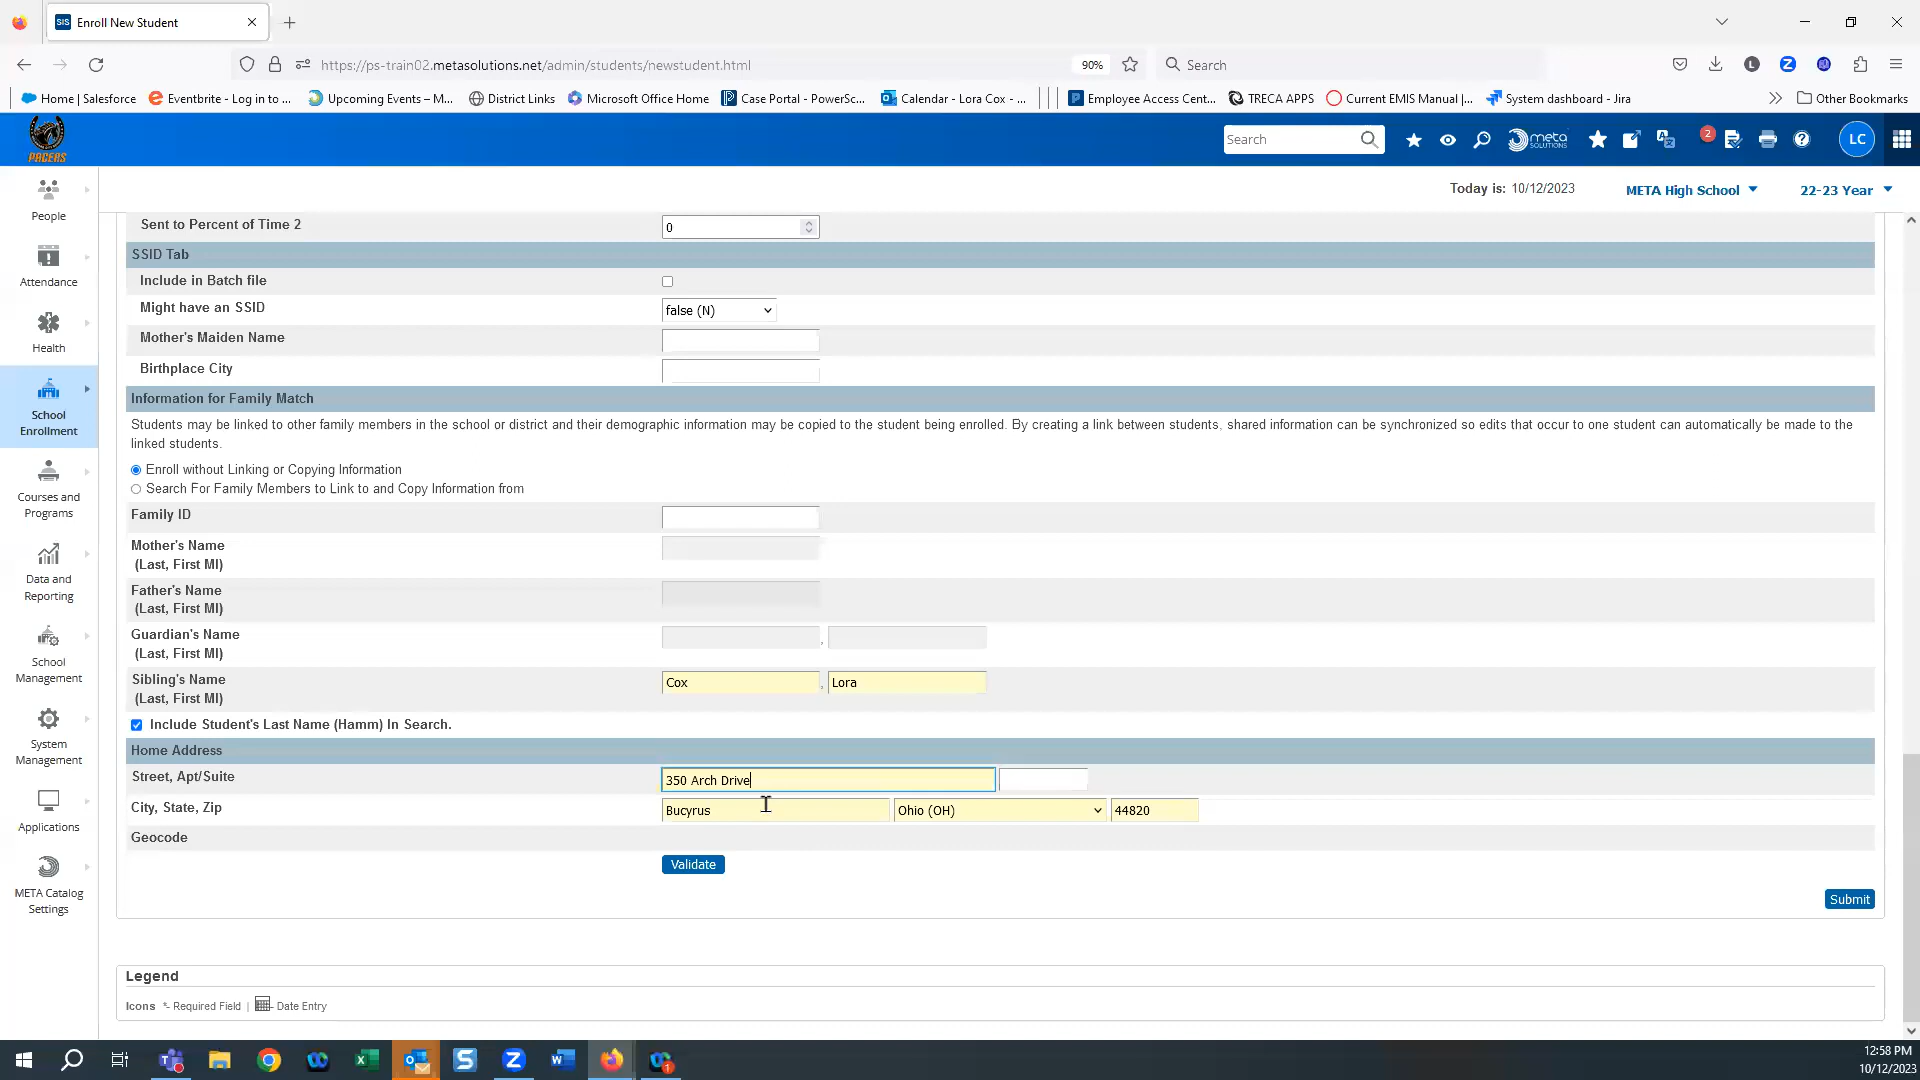 SIS Enroll New Student
https://ps-train02.metasolutions.net/admin/students/newstudent.html
90%
Search
L
Z
Home | Salesforce
Eventbrite - Log in to ...
Upcoming Events – M...
District Links
Microsoft Office Home
Case Portal - PowerSc...
Calendar - Lora Cox - ...
Employee Access Cent...
TRECA APPS
Current EMIS Manual |...
System dashboard - Jira
Other Bookmarks
PACERS
Search
meta SOLUTIONS
2
LC
Today is: 10/12/2023
META High School
22-23 Year
People
Attendance
Health
School Enrollment
Courses and Programs
Data and Reporting
School Management
System Management
Applications
META Catalog Settings
Sent to Percent of Time 2
0
SSID Tab
Include in Batch file
Might have an SSID
false (N)
Mother's Maiden Name
Birthplace City
Information for Family Match
Students may be linked to other family members in the school or district and their demographic information may be copied to the student being enrolled. By creating a link between students, shared information can be synchronized so edits that occur to one student can automatically be made to the
linked students.
Enroll without Linking or Copying Information
Search For Family Members to Link to and Copy Information from
Family ID
Mother's Name
(Last, First MI)
Father's Name
(Last, First MI)
Guardian's Name
(Last, First MI)
,
Sibling's Name
(Last, First MI)
Cox , Lora
Include Student's Last Name (Hamm) In Search.
Home Address
Street, Apt/Suite
350 Arch Drive
City, State, Zip
Bucyrus
Ohio (OH)
44820
Geocode
Validate
Submit
Legend
Icons *- Required Field | - Date Entry
12:58 PM
10/12/2023